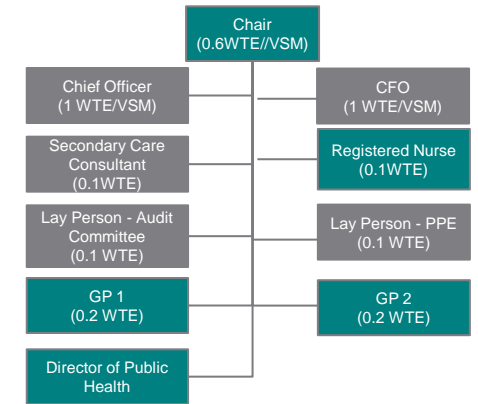 Chair
(0.6WTE//VSM)
Chief Officer
(1 WTE/VSM)
CFO
(1 WTE/VSM)
Secondary Care
Consultant
(0.1WTE)
Registered Nurse
(0.1WTE)
Lay Person - Audit
Committee
(0.1 WTE)
Lay Person - PPE
(0.1 WTE)
GP 1
(0.2 WTE)
GP 2
(0.2 WTE)
Director of Public
Health